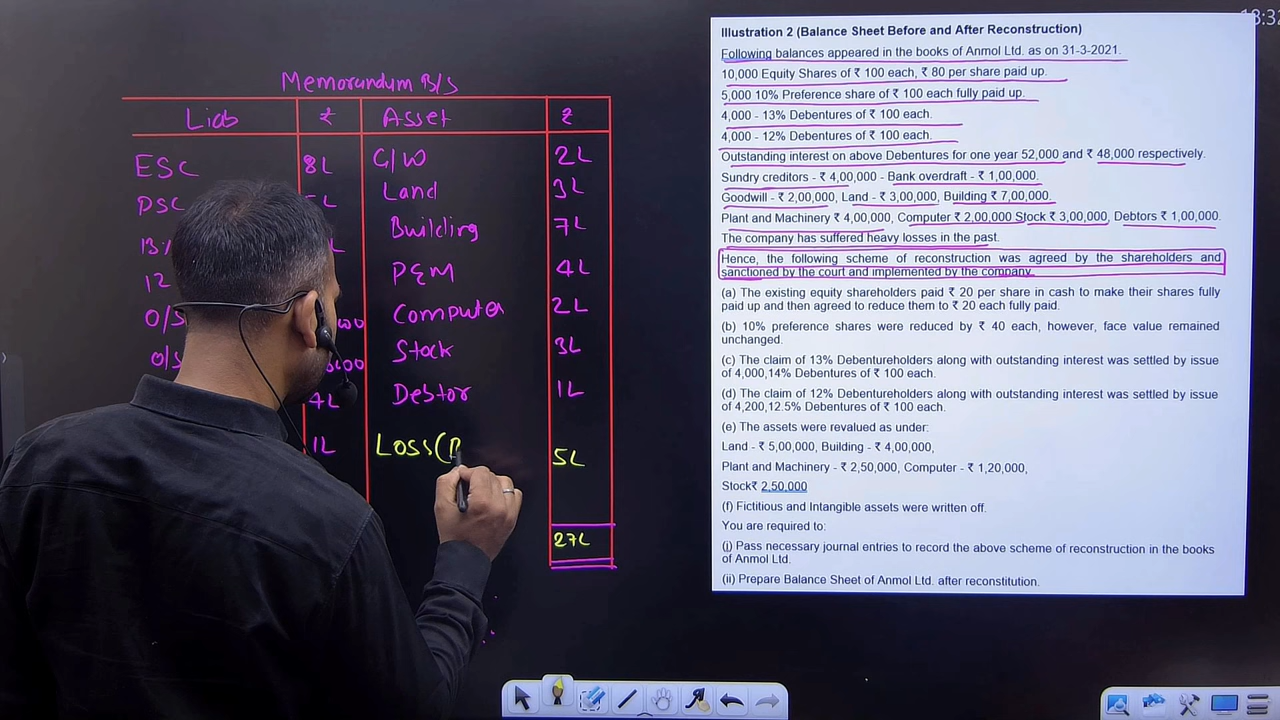 18:32
Memorandum B/S
Liab ₹ Asset ₹
ESC 8L G/W 2L
PSC Land 3L
13% Building 7L
12 P&M 4L
O/S Computer 2L
O/S Stock 3L
4L Debtor 1L
1L Loss( 5L
27L
Illustration 2 (Balance Sheet Before and After Reconstruction)
Following balances appeared in the books of Anmol Ltd. as on 31-3-2021.
10,000 Equity Shares of ₹ 100 each, ₹ 80 per share paid up.
5,000 10% Preference share of ₹ 100 each fully paid up.
4,000 - 13% Debentures of ₹ 100 each.
4,000 - 12% Debentures of ₹ 100 each.
Outstanding interest on above Debentures for one year 52,000 and ₹ 48,000 respectively.
Sundry creditors - ₹ 4,00,000 - Bank overdraft - ₹ 1,00,000.
Goodwill - ₹ 2,00,000, Land - ₹ 3,00,000, Building ₹ 7,00,000.
Plant and Machinery ₹ 4,00,000, Computer ₹ 2,00,000 Stock ₹ 3,00,000, Debtors ₹ 1,00,000.
The company has suffered heavy losses in the past.
Hence, the following scheme of reconstruction was agreed by the shareholders and
sanctioned by the court and implemented by the company.
(a) The existing equity shareholders paid ₹ 20 per share in cash to make their shares fully
paid up and then agreed to reduce them to ₹ 20 each fully paid.
(b) 10% preference shares were reduced by ₹ 40 each, however, face value remained
unchanged.
(c) The claim of 13% Debentureholders along with outstanding interest was settled by issue
of 4,000,14% Debentures of ₹ 100 each.
(d) The claim of 12% Debentureholders along with outstanding interest was settled by issue
of 4,200,12.5% Debentures of ₹ 100 each.
(e) The assets were revalued as under:
Land - ₹ 5,00,000, Building - ₹ 4,00,000,
Plant and Machinery - ₹ 2,50,000, Computer - ₹ 1,20,000,
Stock₹ 2,50,000
(f) Fictitious and Intangible assets were written off.
You are required to:
(i) Pass necessary journal entries to record the above scheme of reconstruction in the books
of Anmol Ltd.
(ii) Prepare Balance Sheet of Anmol Ltd. after reconstitution.